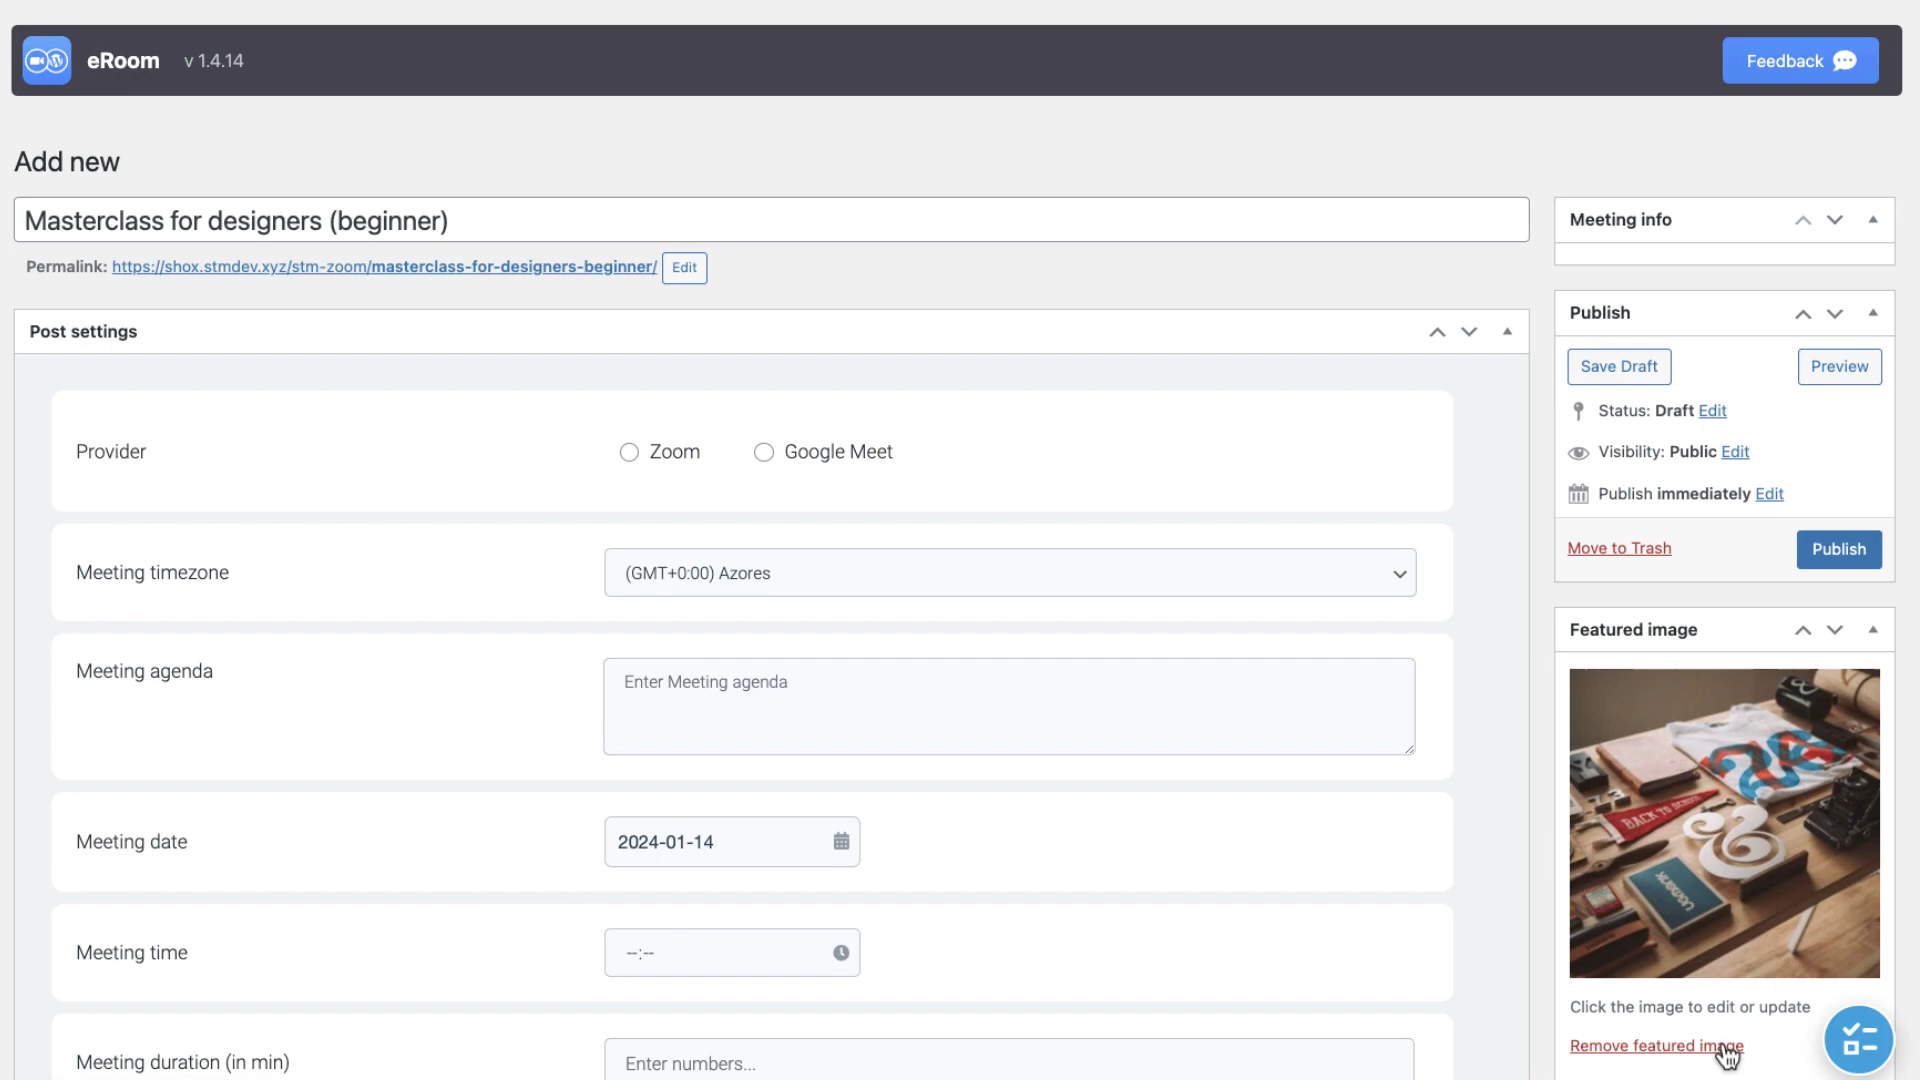 eRoom v 1.4.14 Feedback
Add new
Masterclass for designers (beginner)
Permalink: https://shox.stmdev.xyz/stm-zoom/masterclass-for-designers-beginner/ Edit
Post settings
Provider Zoom Google Meet
Meeting timezone (GMT+0:00) Azores
Meeting agenda Enter Meeting agenda
Meeting date 2024-01-14
Meeting time --:--
Meeting duration (in min) Enter numbers...
Meeting info
Publish
Save Draft Preview
Status: Draft Edit
Visibility: Public Edit
Publish immediately Edit
Move to Trash Publish
Featured image
BACK TO SCHOOL
&
Click the image to edit or update
Remove featured image